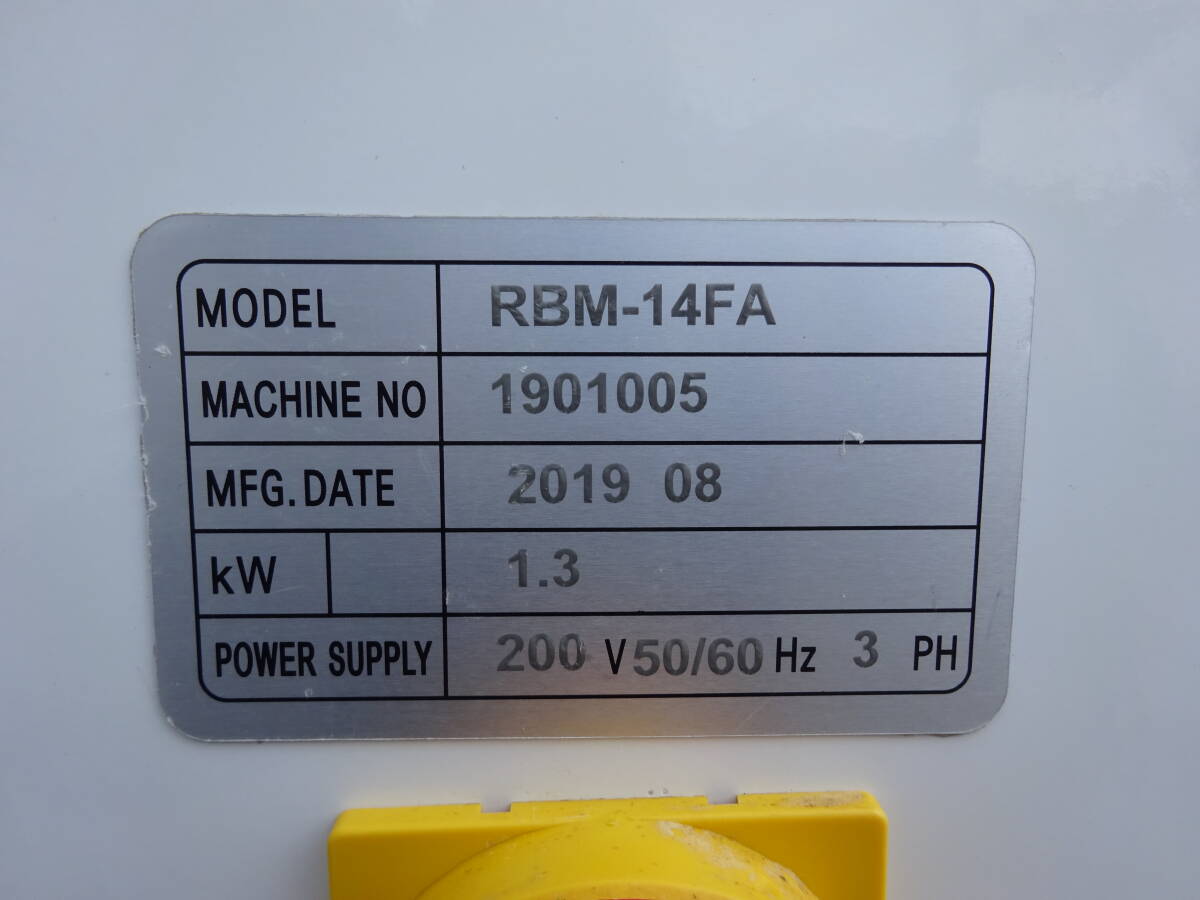 MODEL RBM-14FA
MACHINE NO 1901005
MFG.DATE 2019 08
kW 1.3
POWER SUPPLY 200 V 50/60 Hz 3 PH